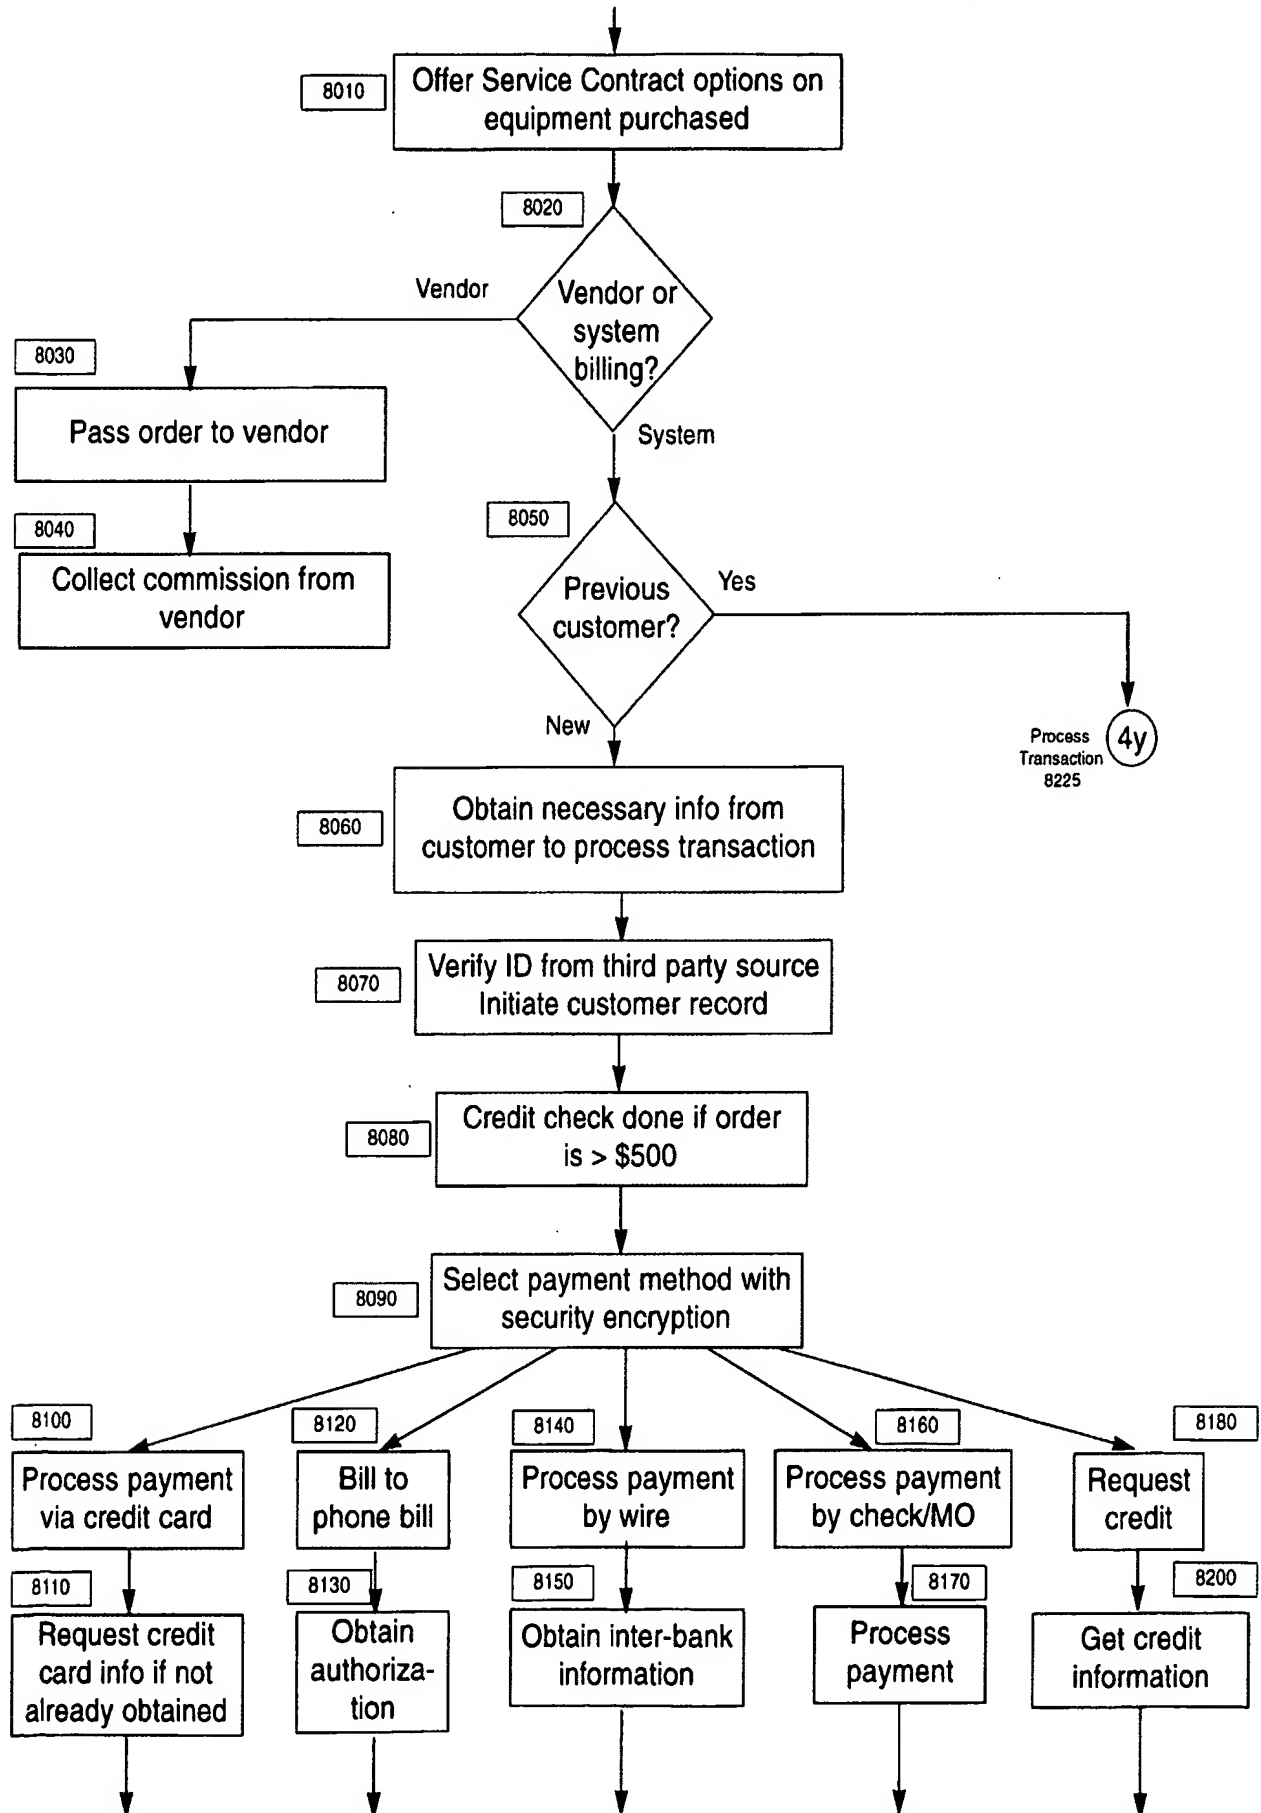 8010
Offer Service Contract options on
equipment purchased
8020
Vendor
Vendor or
system
billing?
8030
Pass order to vendor
System
8040
Collect commission from
vendor
8050
Previous
customer?
Yes
New
Process
Transaction
8225
4y
8060
Obtain necessary info from
customer to process transaction
8070
Verify ID from third party source
Initiate customer record
8080
Credit check done if order
is > $500
8090
Select payment method with
security encryption
8100
Process payment
via credit card
8120
Bill to
phone bill
8140
Process payment
by wire
8160
Process payment
by check/MO
8180
Request
credit
8110
Request credit
card info if not
already obtained
8130
Obtain
authoriza-
tion
8150
Obtain inter-bank
information
8170
Process
payment
8200
Get credit
information